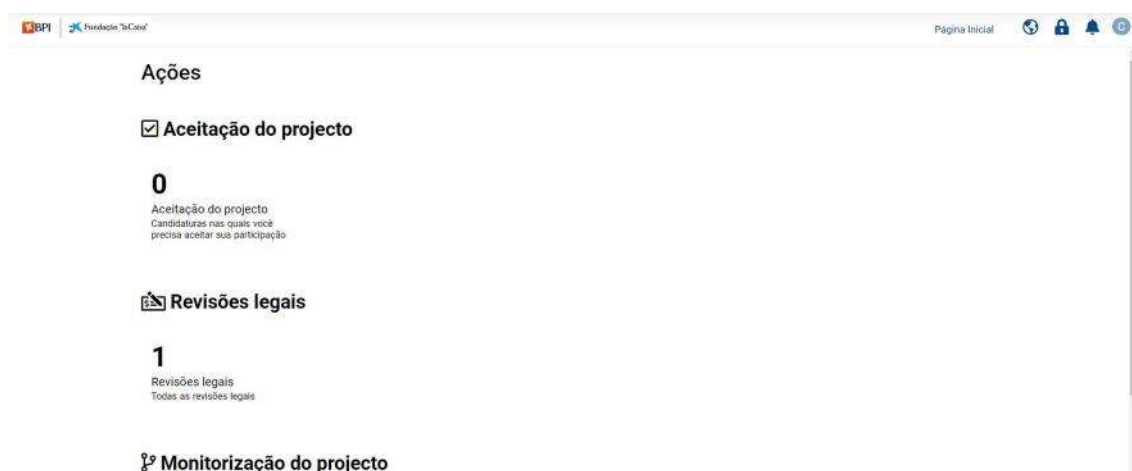 BPI Fundação "la Caixa" Página Inicial C
Ações
Aceitação do projecto
0
Aceitação do projecto
Candidaturas nas quais você
precisa aceitar sua participação
Revisões legais
1
Revisões legais
Todas as revisões legais
Monitorização do projecto